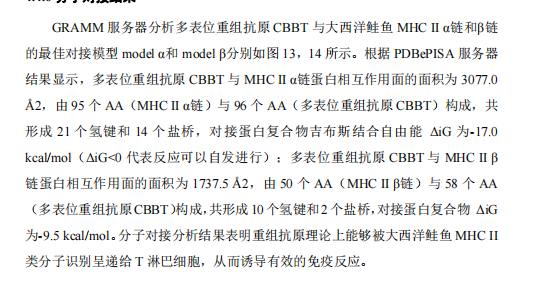 GRAMM 服务器分析多表位重组抗原 CBBT 与大西洋鲑鱼 MHC II α链和β链
的最佳对接模型 model α和 model β分别如图 13，14 所示。根据 PDBePISA 服务器
结果显示，多表位重组抗原 CBBT 与 MHC II α链蛋白相互作用面的面积为 3077.0
Å2，由 95 个 AA（MHC II α链）与 96 个 AA（多表位重组抗原 CBBT）构成，共
形成 21 个氢键和 14 个盐桥，对接蛋白复合物吉布斯结合自由能 ΔiG 为-17.0
kcal/mol（ΔiG<0 代表反应可以自发进行）；多表位重组抗原 CBBT 与 MHC II β
链蛋白相互作用面的面积为 1737.5 Å2，由 50 个 AA（MHC II β链）与 58 个 AA
（多表位重组抗原 CBBT）构成，共形成 10 个氢键和 2 个盐桥，对接蛋白复合物 ΔiG
为-9.5 kcal/mol。分子对接分析结果表明重组抗原理论上能够被大西洋鲑鱼 MHC II
类分子识别呈递给 T 淋巴细胞，从而诱导有效的免疫反应。